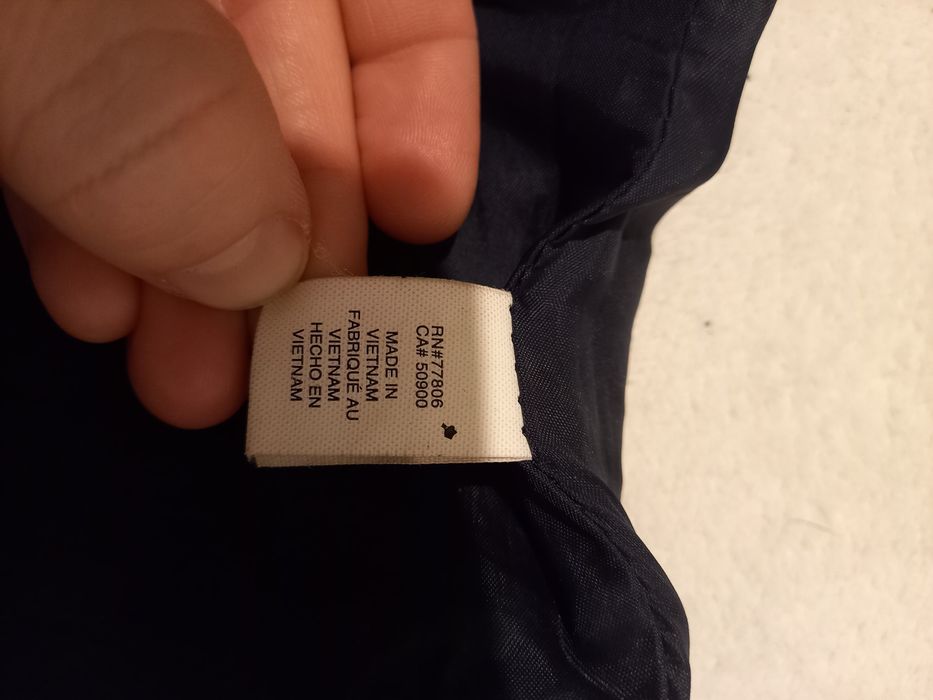 RN#77806
CA# 50900
MADE IN
VIETNAM
FABRIQUÉ AU
VIETNAM
HECHO EN
VIETNAM